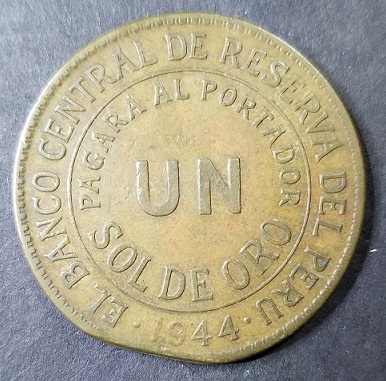 EL BANCO CENTRAL DE RESERVA DEL PERU
PAGARA AL PORTADOR
UN
SOL DE ORO
·1944·